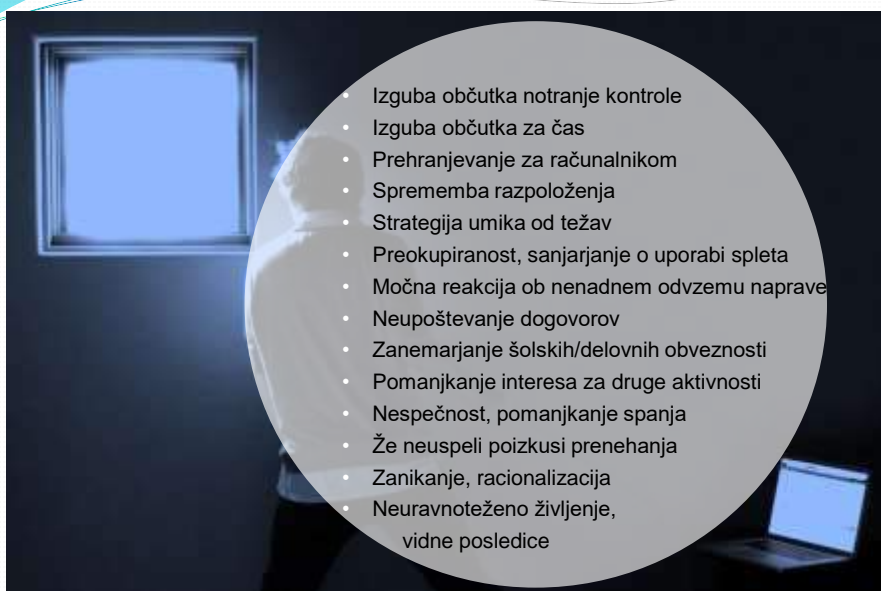 • Izguba občutka notranje kontrole
• Izguba občutka za čas
• Prehranjevanje za računalnikom
• Sprememba razpoloženja
• Strategija umika od težav
• Preokupiranost, sanjarjanje o uporabi spleta
• Močna reakcija ob nenadnem odvzemu naprave
• Neupoštevanje dogovorov
• Zanemarjanje šolskih/delovnih obveznosti
• Pomanjkanje interesa za druge aktivnosti
• Nespečnost, pomanjkanje spanja
• Že neuspeli poizkusi prenehanja
• Zanikanje, racionalizacija
• Neuravnoteženo življenje,
vidne posledice